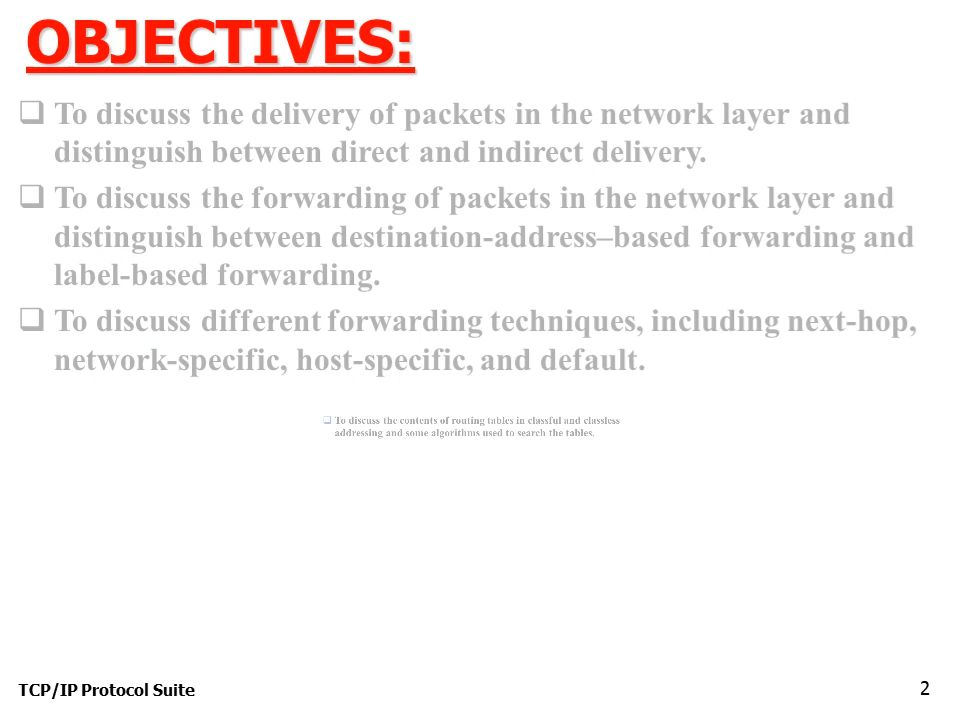 OBJECTIVES:
❑ To discuss the delivery of packets in the network layer and
distinguish between direct and indirect delivery.
❑ To discuss the forwarding of packets in the network layer and
distinguish between destination-address–based forwarding and
label-based forwarding.
❑ To discuss different forwarding techniques, including next-hop,
network-specific, host-specific, and default.
❑ To discuss the contents of routing tables in classful and classless
addressing and some algorithms used to search the tables.
TCP/IP Protocol Suite
2